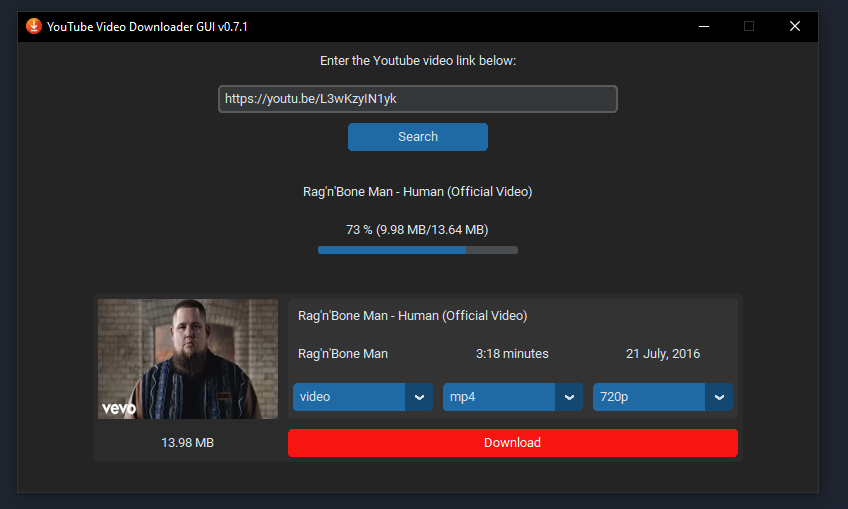 YouTube Video Downloader GUI v0.7.1
Enter the Youtube video link below:
https://youtu.be/L3wKzyIN1yk
Search
Rag'n'Bone Man - Human (Official Video)
73 % (9.98 MB/13.64 MB)
Rag'n'Bone Man - Human (Official Video)
Rag'n'Bone Man 3:18 minutes 21 July, 2016
vevo
video mp4 720p
13.98 MB Download